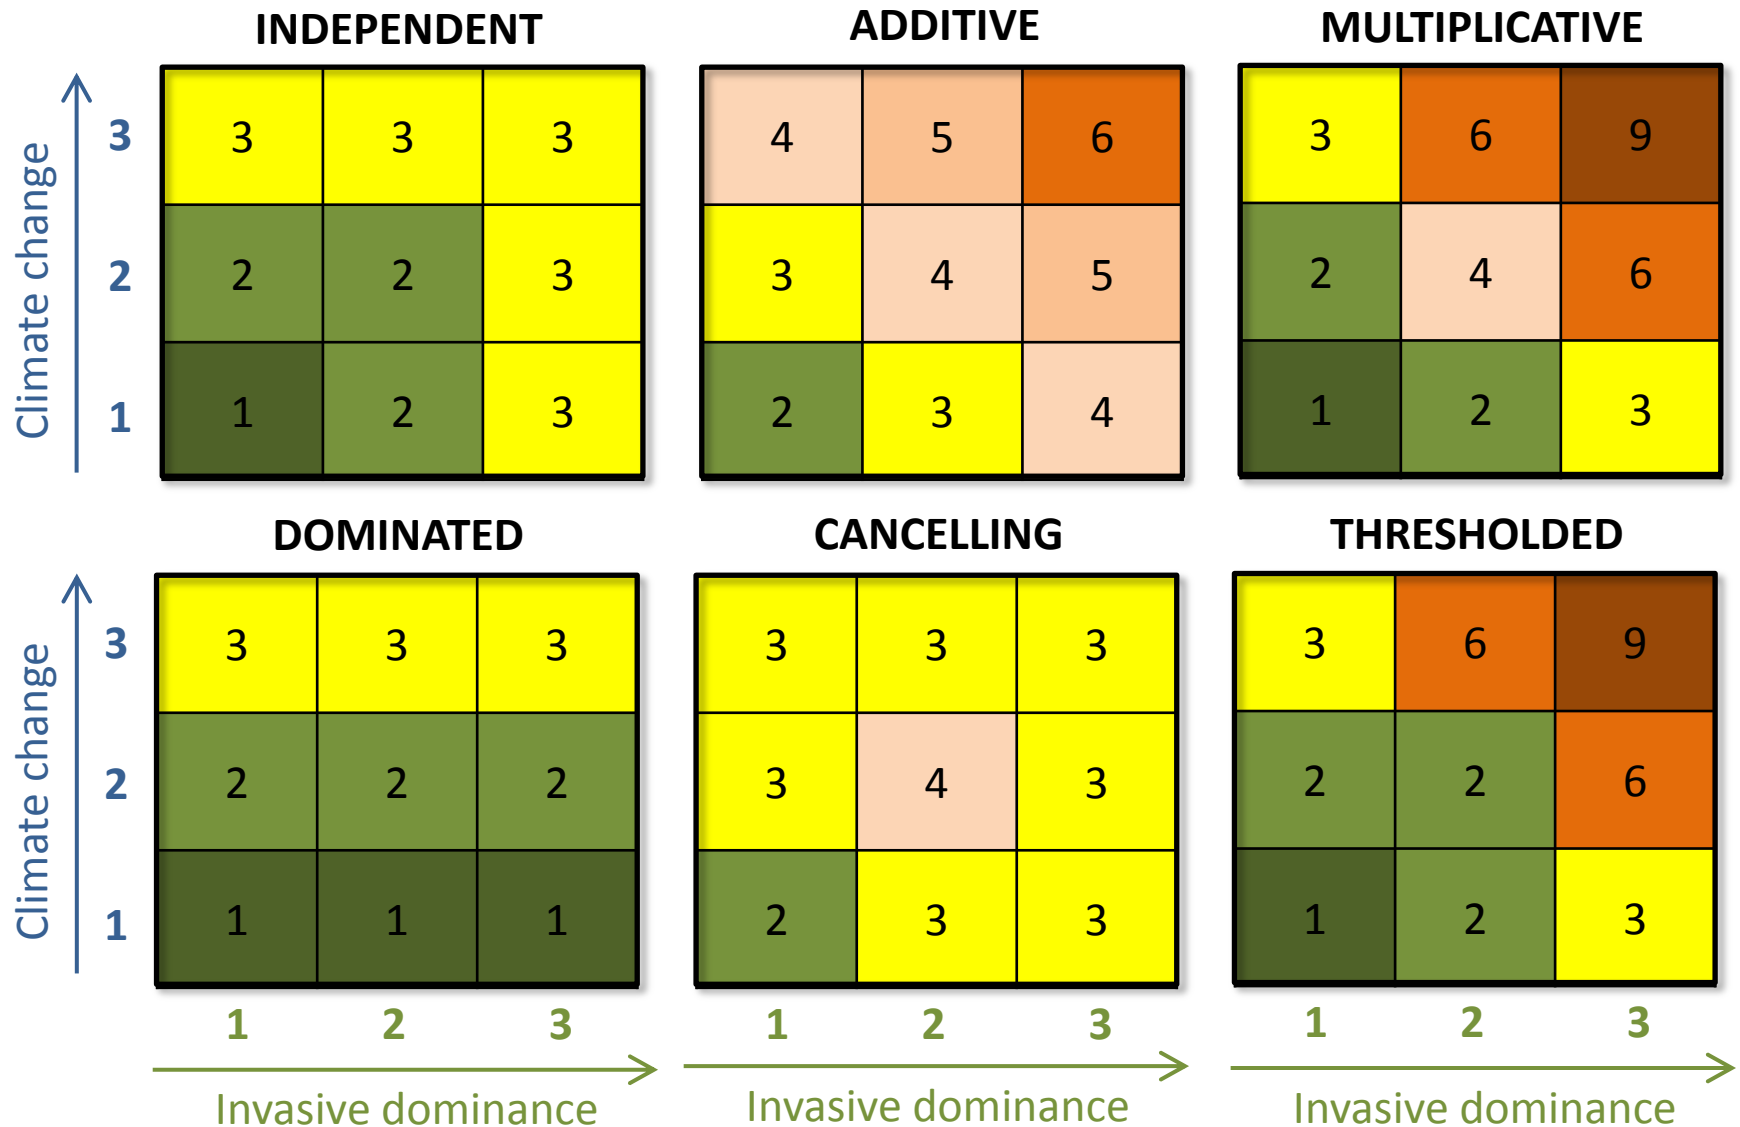 INDEPENDENT ADDITIVE MULTIPLICATIVE
Climate change
3 3 3 3 4 5 6 3 6 9
2 2 2 3 3 4 5 2 4 6
1 1 2 3 2 3 4 1 2 3
DOMINATED CANCELLING THRESHOLDED
Climate change
3 3 3 3 3 3 3 3 6 9
2 2 2 2 3 4 3 2 2 6
1 1 1 1 2 3 3 1 2 3
1 2 3 1 2 3 1 2 3
Invasive dominance Invasive dominance Invasive dominance